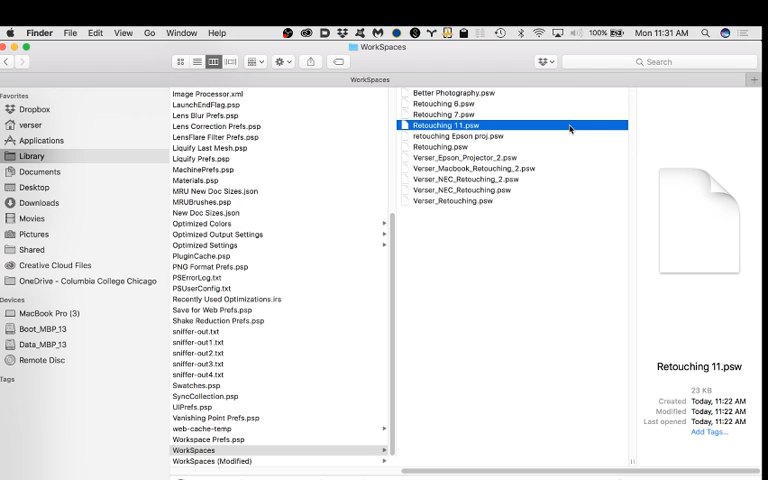 Finder File Edit View Go Window Help 100% Mon 11:31 AM
WorkSpaces
Search
WorkSpaces
Favorites
Dropbox
verser
Applications
Library
Documents
Desktop
Downloads
Movies
Pictures
Shared
Creative Cloud Files
OneDrive - Columbia College Chicago
Devices
MacBook Pro (3)
Boot_MBP_13
Data_MBP_13
Remote Disc
Tags
Image Processor.xml
LaunchEndFlag.psp
Lens Blur Prefs.psp
Lens Correction Prefs.psp
LensFlare Filter Prefs.psp
Liquify Last Mesh.psp
Liquify Prefs.psp
MachinePrefs.psp
Materials.psp
MRU New Doc Sizes.json
MRUBrushes.psp
New Doc Sizes.json
Optimized Colors
Optimized Output Settings
Optimized Settings
PluginCache.psp
PNG Format Prefs.psp
PSErrorLog.txt
PSUserConfig.txt
Recently Used Optimizations.irs
Save for Web Prefs.psp
Shake Reduction Prefs.psp
sniffer-out.txt
sniffer-out1.txt
sniffer-out2.txt
sniffer-out3.txt
sniffer-out4.txt
Swatches.psp
SyncCollection.psp
UIPrefs.psp
Vanishing Point Prefs.psp
web-cache-temp
Workspace Prefs.psp
WorkSpaces
WorkSpaces (Modified)
Better Photography.psw
Retouching 6.psw
Retouching 7.psw
Retouching 11.psw
retouching Epson proj.psw
Retouching.psw
Verser_Epson_Projector_2.psw
Verser_Macbook_Retouching_2.psw
Verser_NEC_Retouching_2.psw
Verser_NEC_Retouching.psw
Verser_Retouching.psw
Retouching 11.psw
23 KB
Created Today, 11:22 AM
Modified Today, 11:22 AM
Last opened Today, 11:22 AM
Add Tags...